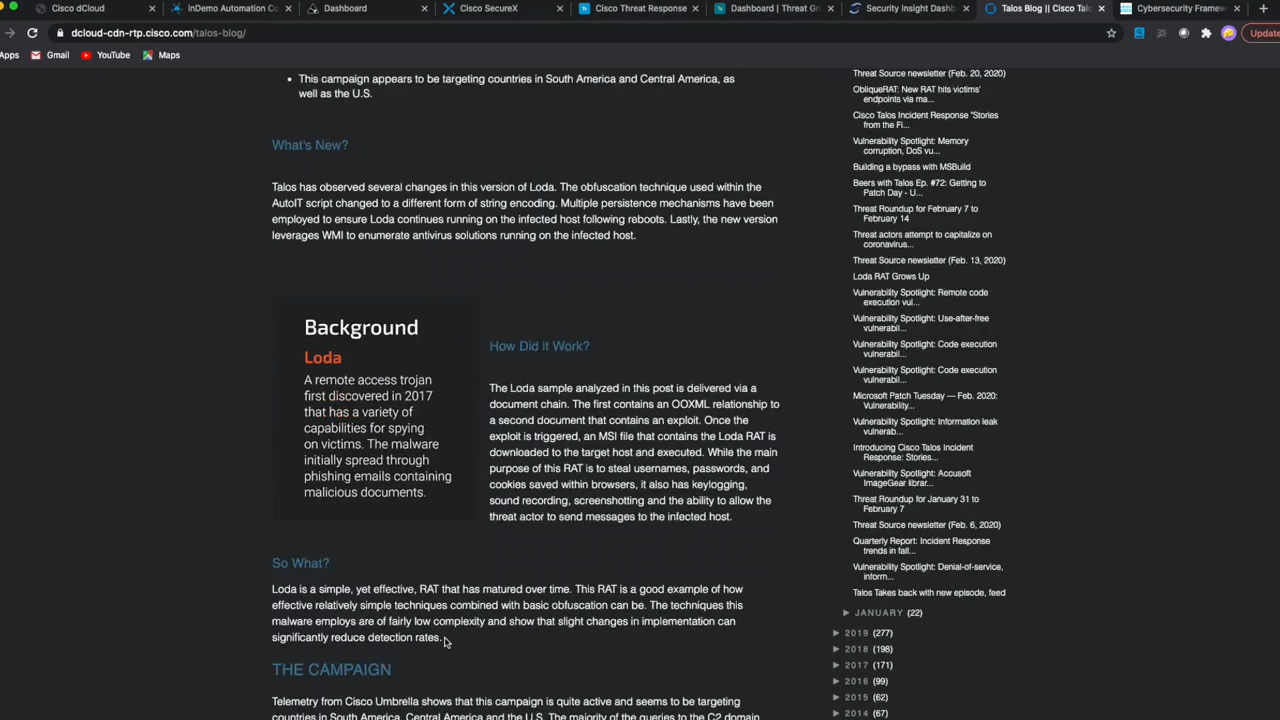 Cisco dCloud
inDemo Automation Co
Dashboard
Cisco SecureX
Cisco Threat Response
Dashboard | Threat Gri
Security Insight Dashbo
Talos Blog || Cisco Tal
Cybersecurity Framew
dcloud-cdn-rtp.cisco.com/talos-blog/
Update
Apps
Gmail
YouTube
Maps
This campaign appears to be targeting countries in South America and Central America, as
well as the U.S.
What's New?
Talos has observed several changes in this version of Loda. The obfuscation technique used within the
AutoIT script changed to a different form of string encoding. Multiple persistence mechanisms have been
employed to ensure Loda continues running on the infected host following reboots. Lastly, the new version
leverages WMI to enumerate antivirus solutions running on the infected host.
Background
Loda
A remote access trojan
first discovered in 2017
that has a variety of
capabilities for spying
on victims. The malware
initially spread through
phishing emails containing
malicious documents.
How Did it Work?
The Loda sample analyzed in this post is delivered via a
document chain. The first contains an OOXML relationship to
a second document that contains an exploit. Once the
exploit is triggered, an MSI file that contains the Loda RAT is
downloaded to the target host and executed. While the main
purpose of this RAT is to steal usernames, passwords, and
cookies saved within browsers, it also has keylogging,
sound recording, screenshotting and the ability to allow the
threat actor to send messages to the infected host.
So What?
Loda is a simple, yet effective, RAT that has matured over time. This RAT is a good example of how
effective relatively simple techniques combined with basic obfuscation can be. The techniques this
malware employs are of fairly low complexity and show that slight changes in implementation can
significantly reduce detection rates.
THE CAMPAIGN
Telemetry from Cisco Umbrella shows that this campaign is quite active and seems to be targeting
countries in South America, Central America and the U.S. The majority of the queries to the C2 domain
Threat Source newsletter (Feb. 20, 2020)
ObliqueRAT: New RAT hits victims'
endpoints via ma...
Cisco Talos Incident Response "Stories
from the Fi...
Vulnerability Spotlight: Memory
corruption, DoS vu...
Building a bypass with MSBuild
Beers with Talos Ep. #72: Getting to
Patch Day - U...
Threat Roundup for February 7 to
February 14
Threat actors attempt to capitalize on
coronavirus...
Threat Source newsletter (Feb. 13, 2020)
Loda RAT Grows Up
Vulnerability Spotlight: Remote code
execution vul...
Vulnerability Spotlight: Use-after-free
vulnerabil...
Vulnerability Spotlight: Code execution
vulnerabil...
Vulnerability Spotlight: Code execution
vulnerabil...
Microsoft Patch Tuesday — Feb. 2020:
Vulnerability...
Vulnerability Spotlight: Information leak
vulnerab...
Introducing Cisco Talos Incident
Response: Stories...
Vulnerability Spotlight: Accusoft
ImageGear librar...
Threat Roundup for January 31 to
February 7
Threat Source newsletter (Feb. 6, 2020)
Quarterly Report: Incident Response
trends in fall...
Vulnerability Spotlight: Denial-of-service,
inform...
Talos Takes back with new episode, feed
► JANUARY (22)
► 2019 (277)
► 2018 (198)
► 2017 (171)
► 2016 (99)
► 2015 (62)
► 2014 (67)